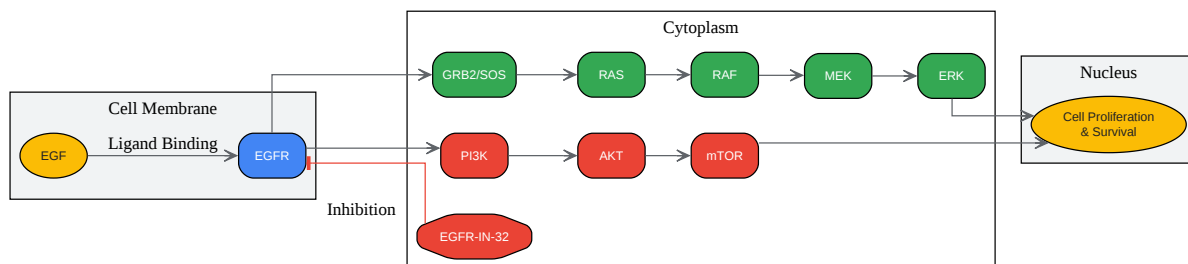 Cytoplasm
GRB2/SOS
RAS
RAF
MEK
ERK
Nucleus
Cell Proliferation
& Survival
Cell Membrane
Ligand Binding
EGF
EGFR
PI3K
AKT
mTOR
Inhibition
EGFR-IN-32